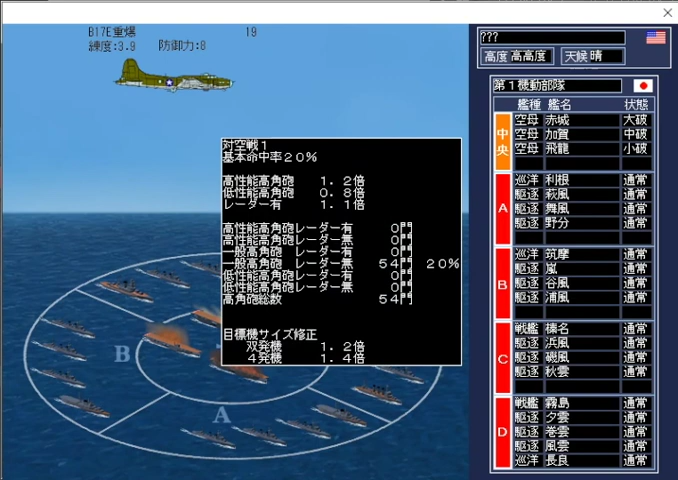 B17E重爆 19
練度:3.9 防御力:8
対空戦1
基本命中率20%
高性能高角砲 1.2倍
低性能高角砲 0.8倍
レーダー有 1.1倍
高性能高角砲レーダー有 0門
高性能高角砲レーダー無 0門
一般高角砲 レーダー有 0門
一般高角砲 レーダー無 54門 20%
低性能高角砲レーダー有 0門
低性能高角砲レーダー無 0門
高角砲総数 54門
目標機サイズ修正
双発機 1.2倍
4発機 1.4倍
B
A
???
高度 高高度 天候 晴
第1機動部隊
艦種 艦名 状態
中央
空母 赤城 大破
空母 加賀 中破
空母 飛龍 小破
A
巡洋 利根 通常
駆逐 萩風 通常
駆逐 舞風 通常
駆逐 野分 通常
B
巡洋 筑摩 通常
駆逐 嵐 通常
駆逐 谷風 通常
駆逐 浦風 通常
C
戦艦 榛名 通常
駆逐 浜風 通常
駆逐 磯風 通常
駆逐 秋雲 通常
D
戦艦 霧島 通常
駆逐 夕雲 通常
駆逐 巻雲 通常
駆逐 風雲 通常
巡洋 長良 通常